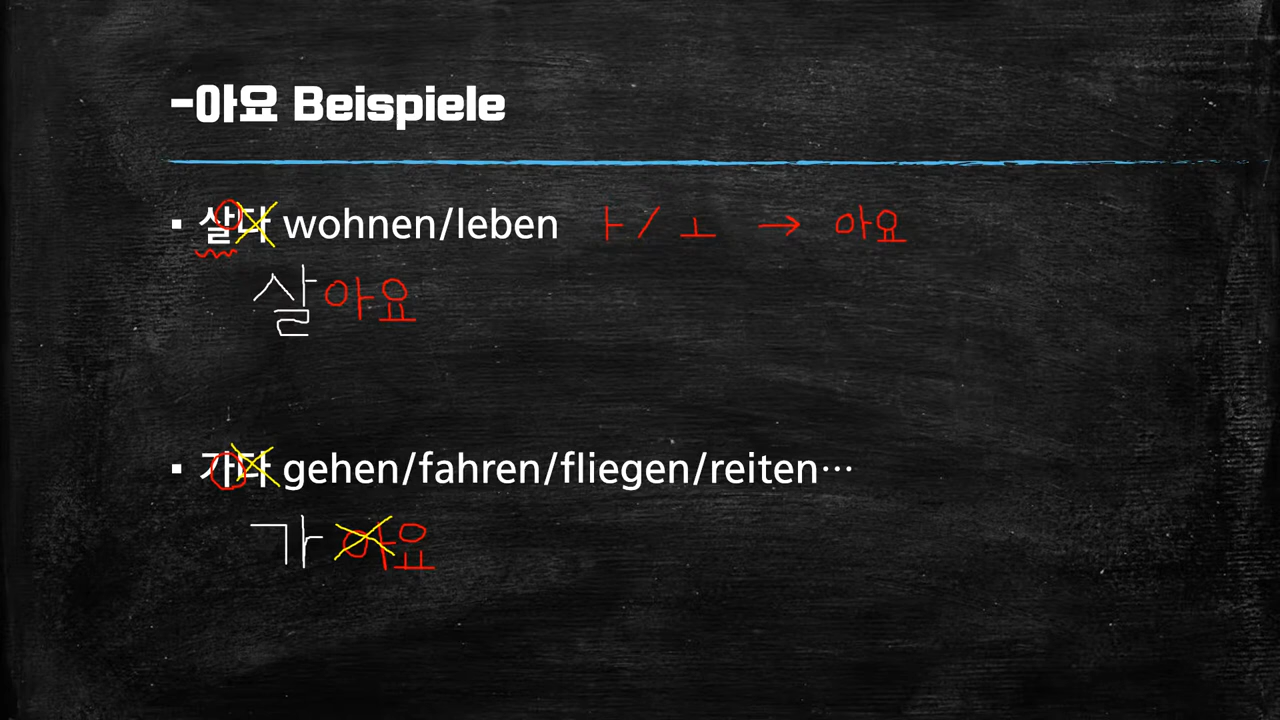 -아요 Beispiele
▪ 살다 wohnen/leben ㅏ/ ㅗ → 아요
살아요
▪ 가다 gehen/fahren/fliegen/reiten…
가 아요